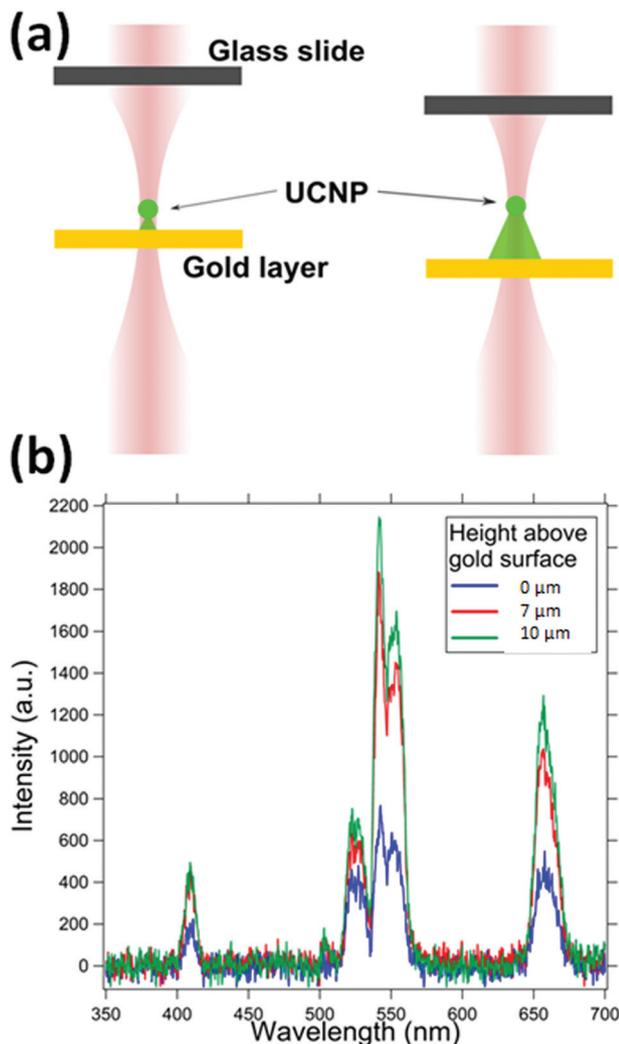 (a)
Glass slide
UCNP
Gold layer
(b)
2200
2000
1800
1600
1400
1200
1000
800
600
400
200
0
Intensity (a.u.)
Height above
gold surface
0 µm
7 µm
10 µm
350 400 450 500 550 600 650 700
Wavelength (nm)